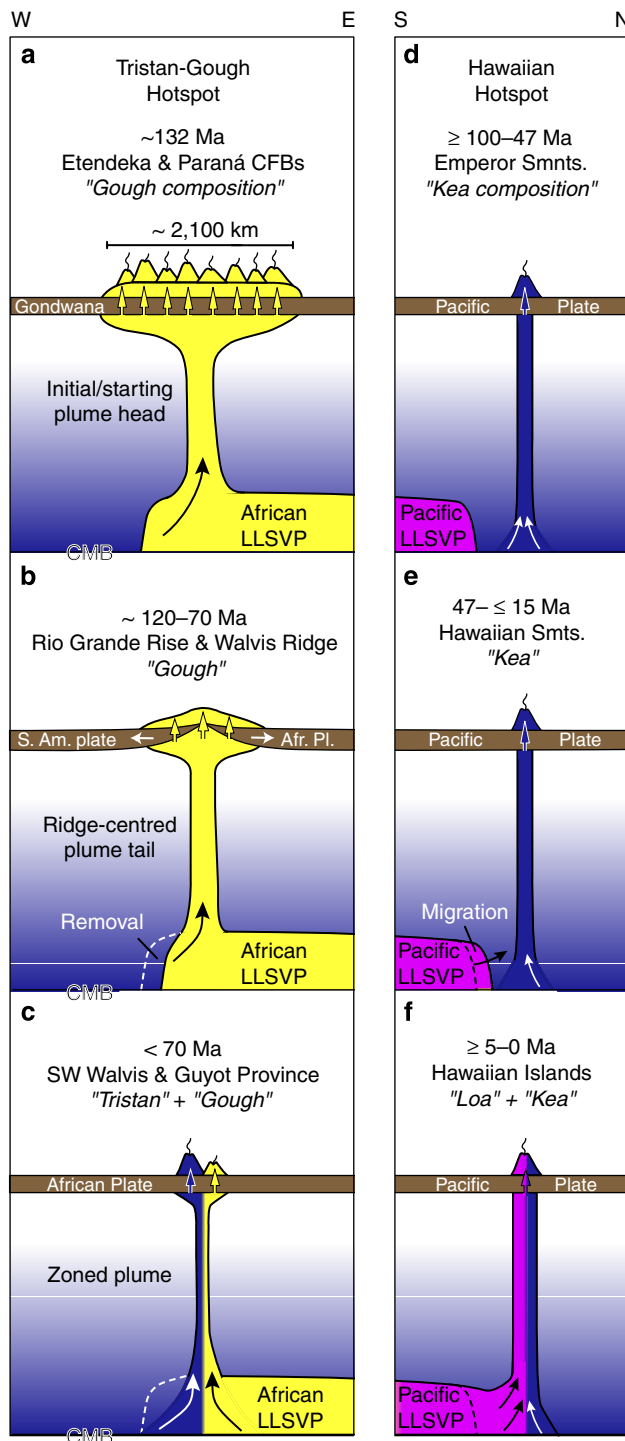 W E
a
Tristan-Gough
Hotspot
~132 Ma
Etendeka & Paraná CFBs
"Gough composition"
~ 2,100 km
Gondwana
Initial/starting
plume head
African
LLSVP
CMB
b
~ 120–70 Ma
Rio Grande Rise & Walvis Ridge
"Gough"
S. Am. plate Afr. Pl.
Ridge-centred
plume tail
Removal
African
LLSVP
CMB
c
< 70 Ma
SW Walvis & Guyot Province
"Tristan" + "Gough"
African Plate
Zoned plume
African
LLSVP
CMB
S N
d
Hawaiian
Hotspot
≥ 100–47 Ma
Emperor Smnts.
"Kea composition"
Pacific Plate
Pacific
LLSVP
e
47– ≤ 15 Ma
Hawaiian Smts.
"Kea"
Pacific Plate
Migration
Pacific
LLSVP
f
≥ 5–0 Ma
Hawaiian Islands
"Loa" + "Kea"
Pacific Plate
Pacific
LLSVP